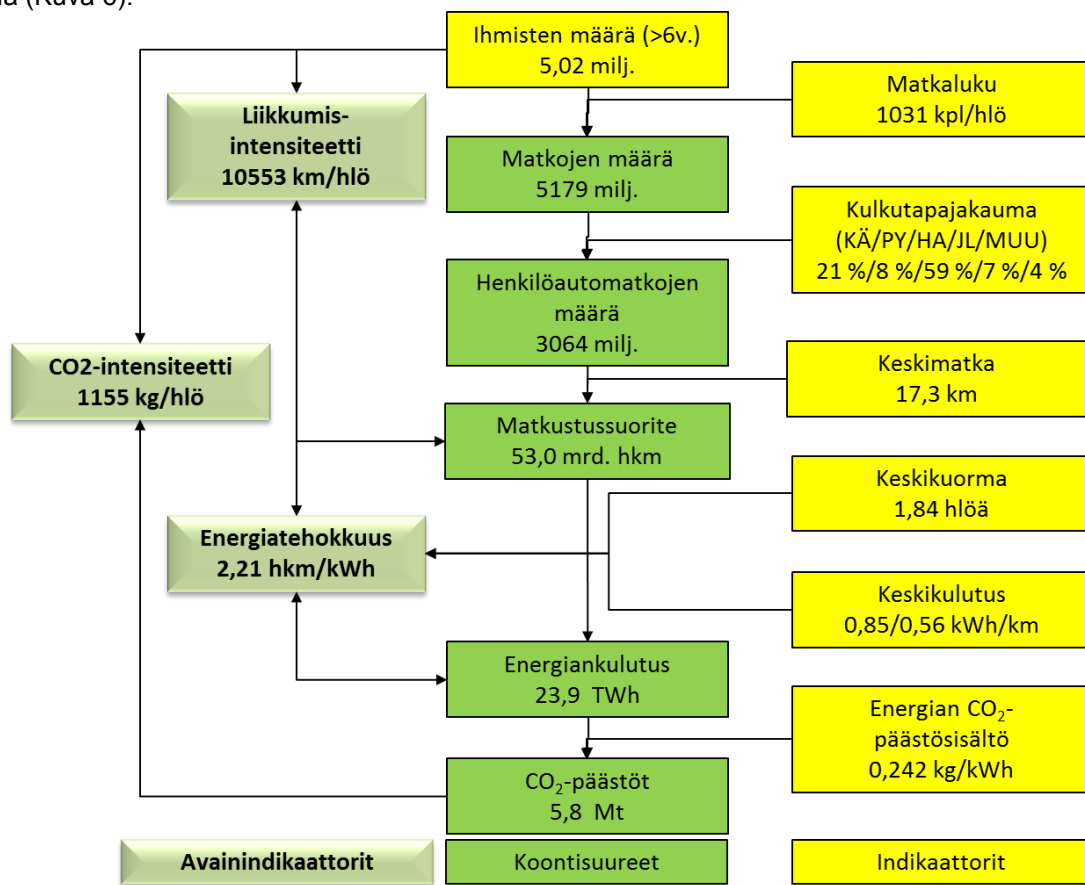 (Kuva 6).
Ihmisten määrä (>6v.)
5,02 milj.
Matkaluku
1031 kpl/hlö
Liikkumis-
intensiteetti
10553 km/hlö
Matkojen määrä
5179 milj.
Kulkutapajakauma
(KÄ/PY/HA/JL/MUU)
21 %/8 %/59 %/7 %/4 %
Henkilöautomatkojen
määrä
3064 milj.
CO2-intensiteetti
1155 kg/hlö
Keskimatka
17,3 km
Matkustussuorite
53,0 mrd. hkm
Keskikuorma
1,84 hlöä
Energiatehokkuus
2,21 hkm/kWh
Keskikulutus
0,85/0,56 kWh/km
Energiankulutus
23,9 TWh
Energian CO₂-
päästösisältö
0,242 kg/kWh
CO₂-päästöt
5,8 Mt
Avainindikaattorit
Koontisuureet
Indikaattorit